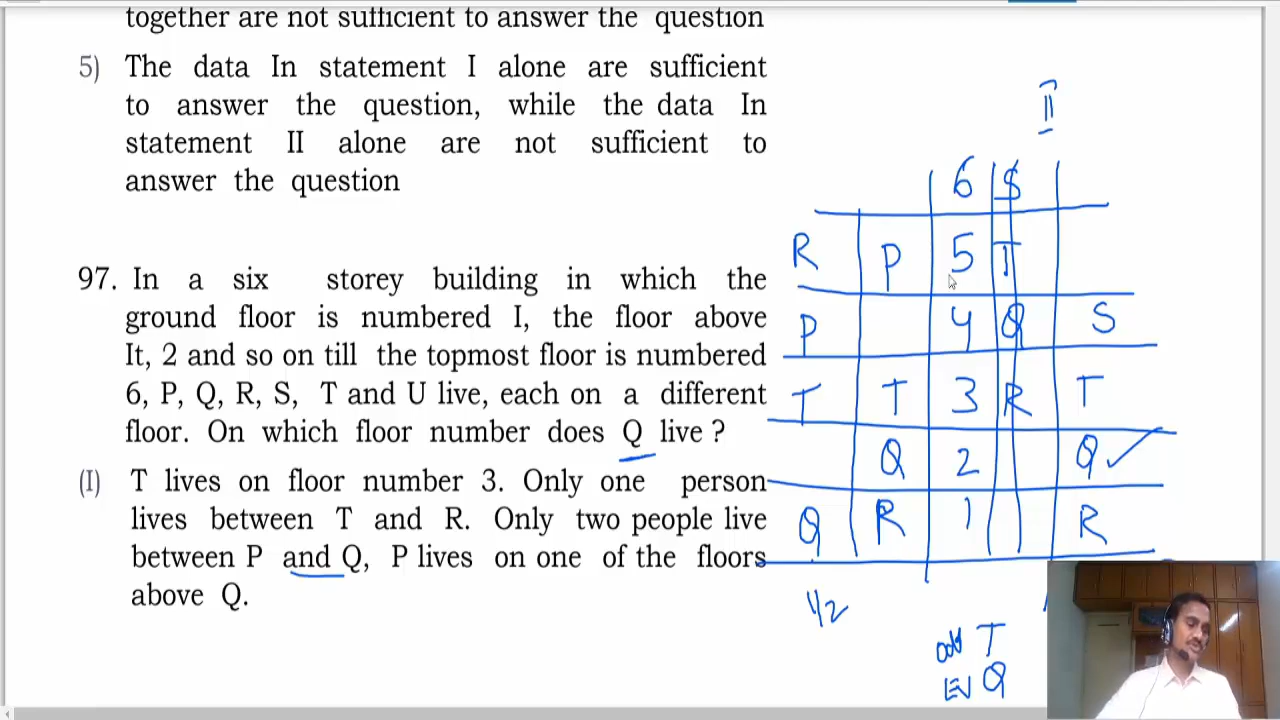 together are not sufficient to answer the question
5) The data In statement I alone are sufficient
to answer the question, while the data In
statement II alone are not sufficient to
answer the question
97. In a six storey building in which the
ground floor is numbered I, the floor above
It, 2 and so on till the topmost floor is numbered
6, P, Q, R, S, T and U live, each on a different
floor. On which floor number does Q live ?
(I) T lives on floor number 3. Only one person
lives between T and R. Only two people live
between P and Q, P lives on one of the floors
above Q.
II
6 S
R P 5 T
P 4 Q S
T T 3 R T
Q 2 Q ✓
Q R 1 R
1/2
odd T
EV Q